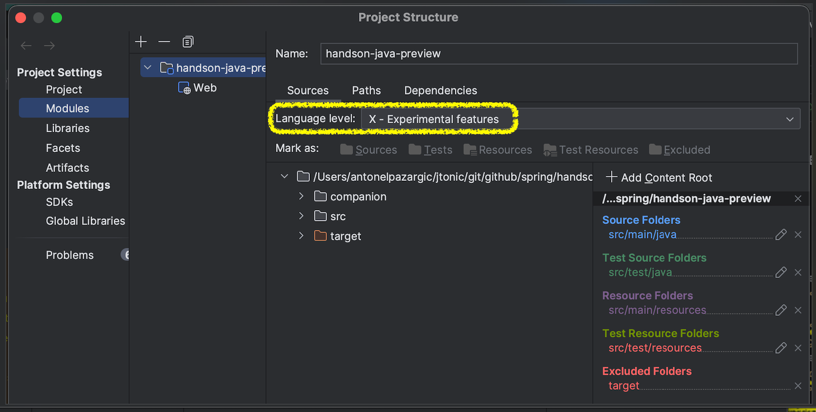 Project Structure
Project Settings
Project
Modules
Libraries
Facets
Artifacts
Platform Settings
SDKs
Global Libraries
Problems
handson-java-pre
Web
Name:
handson-java-preview
Sources
Paths
Dependencies
Language level:
X - Experimental features
Mark as:
Sources
Tests
Resources
Test Resources
Excluded
/Users/antonelpazargic/jtonic/git/github/spring/handso
companion
src
target
Add Content Root
/...spring/handson-java-preview
Source Folders
src/main/java
Test Source Folders
src/test/java
Resource Folders
src/main/resources
Test Resource Folders
src/test/resources
Excluded Folders
target